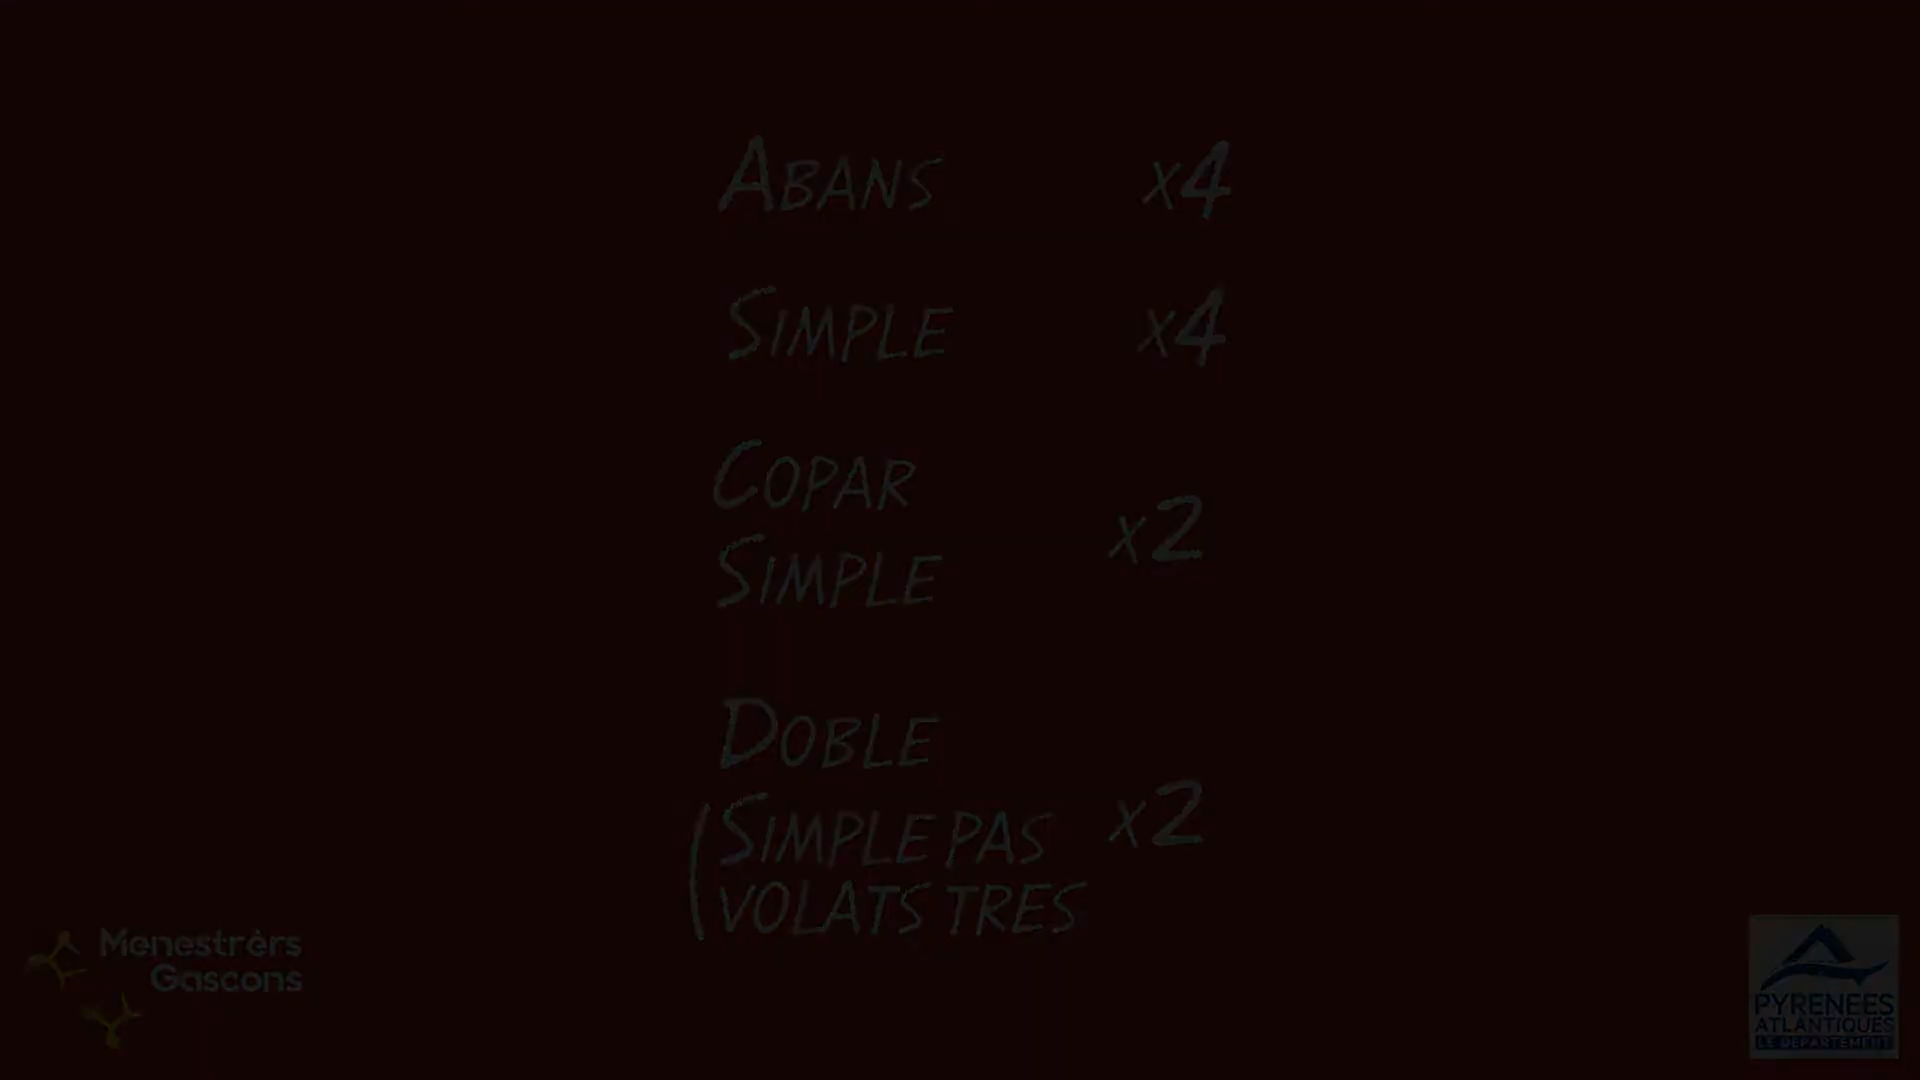 ABANS x4
SIMPLE x4
COPAR
SIMPLE x2
DOBLE
SIMPLE PAS x2
VOLATS TRES
Menestrèrs
Gascons
PYRENEES
ATLANTIQUES
LE DEPARTEMENT